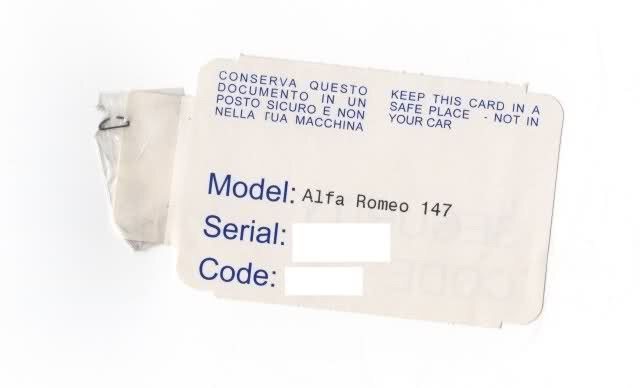 CONSERVA QUESTO
DOCUMENTO IN UN
POSTO SICURO E NON
NELLA TUA MACCHINA
KEEP THIS CARD IN A
SAFE PLACE - NOT IN
YOUR CAR
Model: Alfa Romeo 147
Serial:
Code: